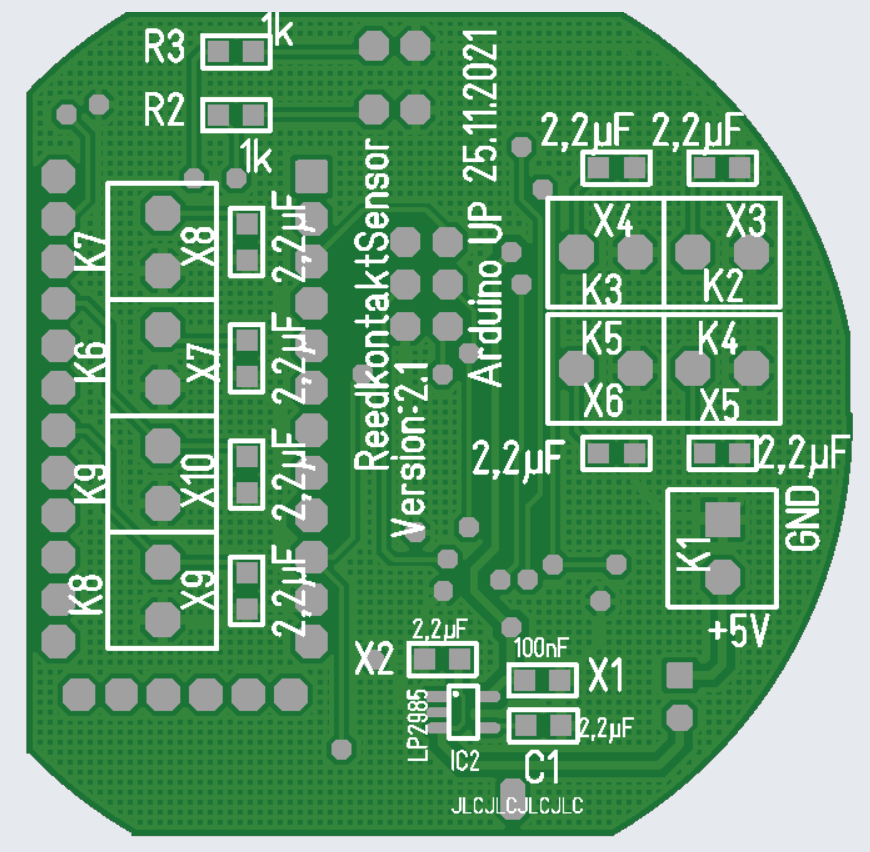 1k
R3
R2
1k
ReedkontaktSensor
Version:2.1
Arduino UP 25.11.2021
2,2µF
2,2µF
X4
X3
K3
K2
K5
K4
X6
X5
2,2µF
2,2µF
K7
X8
2,2µF
K6
X7
2,2µF
K9
X10
2,2µF
K8
X9
2,2µF
K1
GND
+5V
2,2µF
X2
100nF
X1
LP2985
2,2µF
IC2
C1
JLCJLCJLCJLC